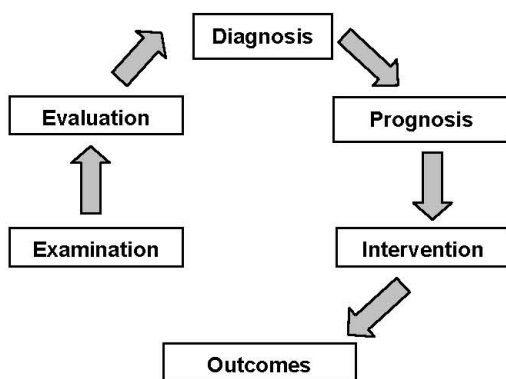 Diagnosis
Evaluation
Prognosis
Examination
Intervention
Outcomes